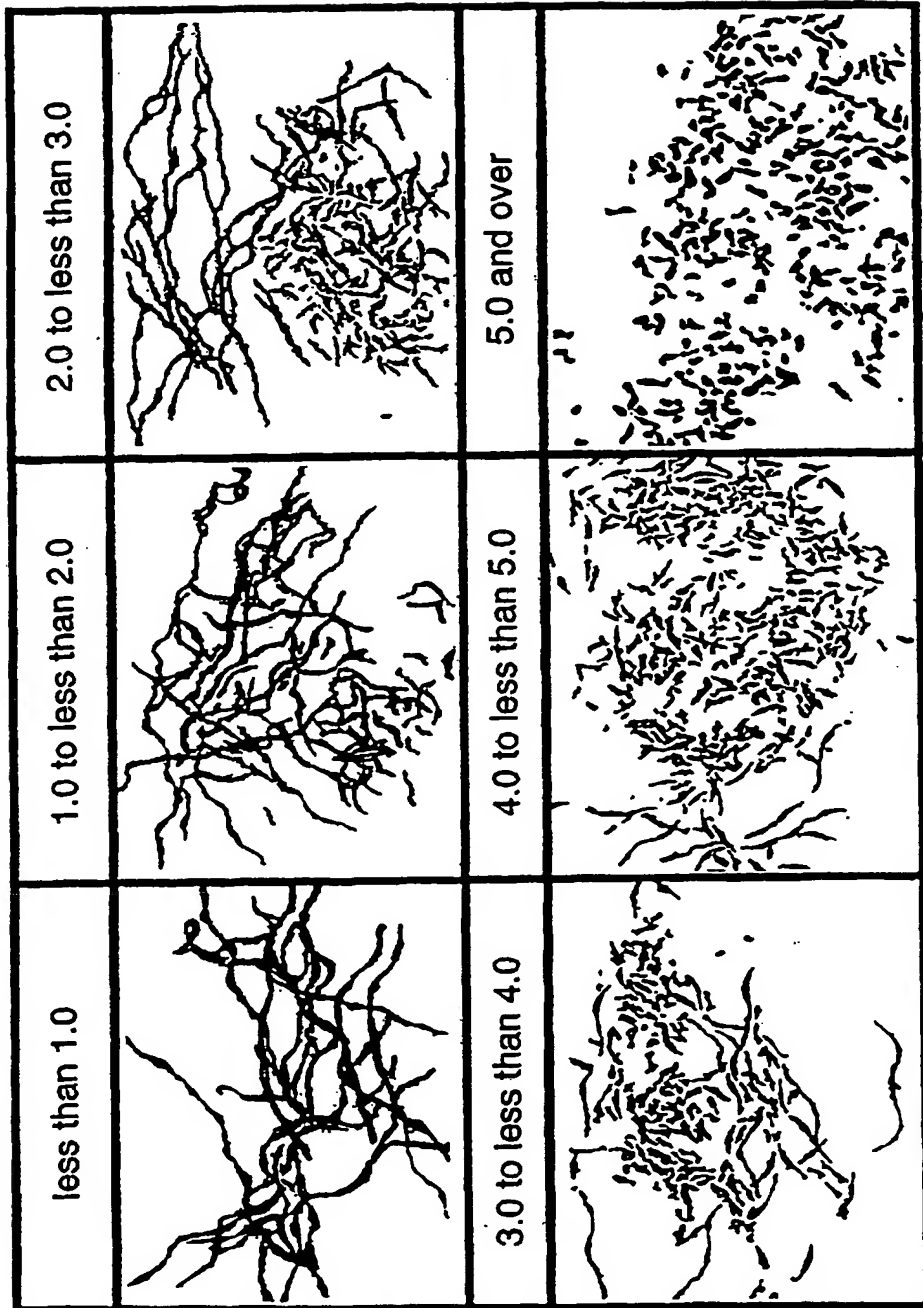 less than 1.0
1.0 to less than 2.0
2.0 to less than 3.0
3.0 to less than 4.0
4.0 to less than 5.0
5.0 and over